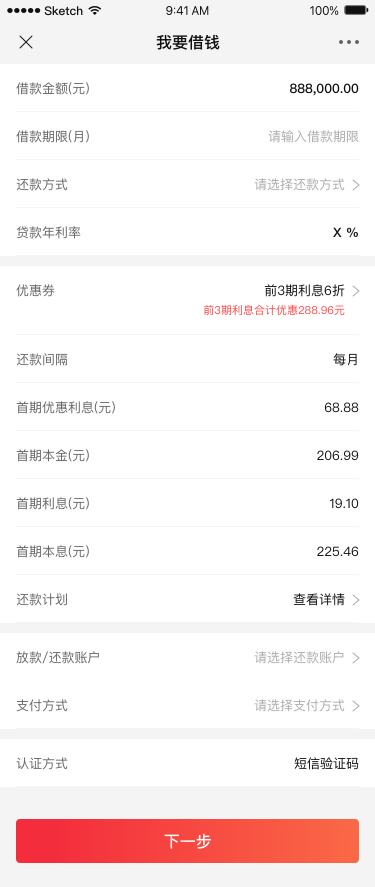 Sketch 9:41 AM 100%
我要借钱
借款金额(元) 888,000.00
借款期限(月) 请输入借款期限
还款方式 请选择还款方式
贷款年利率 X %
优惠券 前3期利息6折
前3期利息合计优惠288.96元
还款间隔 每月
首期优惠利息(元) 68.88
首期本金(元) 206.99
首期利息(元) 19.10
首期本息(元) 225.46
还款计划 查看详情
放款/还款账户 请选择还款账户
支付方式 请选择支付方式
认证方式 短信验证码
下一步